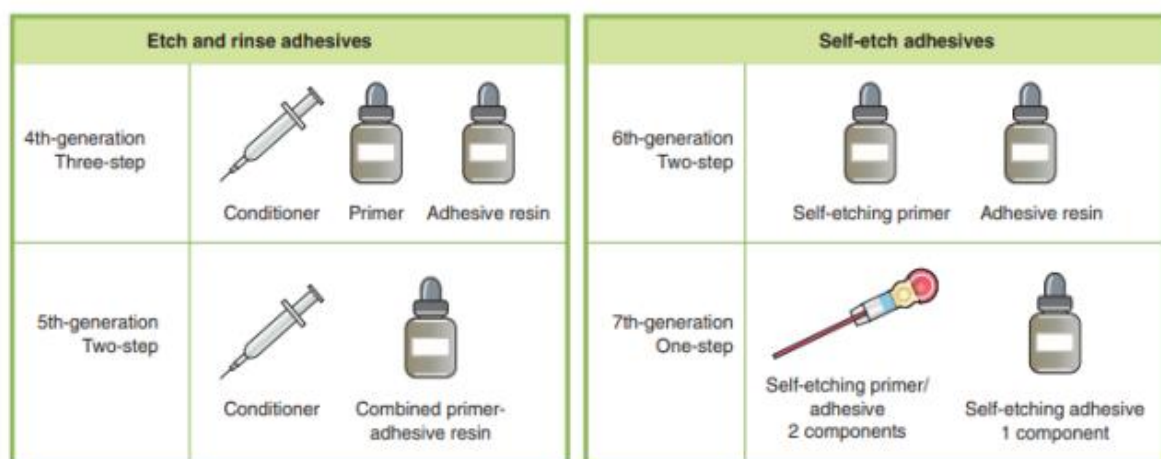 Etch and rinse adhesives
4th-generation
Three-step
Conditioner
Primer
Adhesive resin
5th-generation
Two-step
Conditioner
Combined primer-
adhesive resin
Self-etch adhesives
6th-generation
Two-step
Self-etching primer
Adhesive resin
7th-generation
One-step
Self-etching primer/
adhesive
2 components
Self-etching adhesive
1 component